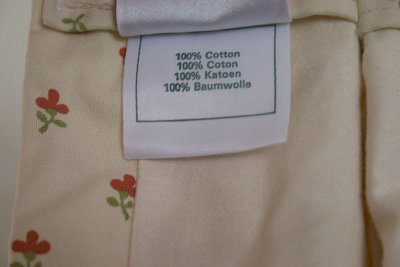 100% Cotton
100% Coton
100% Katoen
100% Baumwolle